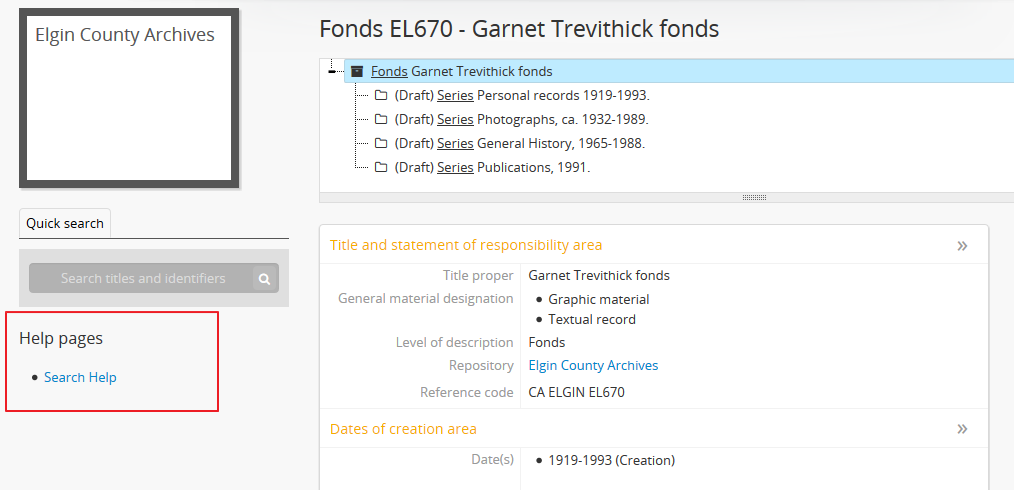 Elgin County Archives
Quick search
Search titles and identifiers
Help pages
• Search Help
Fonds EL670 - Garnet Trevithick fonds
Fonds Garnet Trevithick fonds
(Draft) Series Personal records 1919-1993.
(Draft) Series Photographs, ca. 1932-1989.
(Draft) Series General History, 1965-1988.
(Draft) Series Publications, 1991.
Title and statement of responsibility area »
Title proper Garnet Trevithick fonds
General material designation • Graphic material
• Textual record
Level of description Fonds
Repository Elgin County Archives
Reference code CA ELGIN EL670
Dates of creation area »
Date(s) • 1919-1993 (Creation)